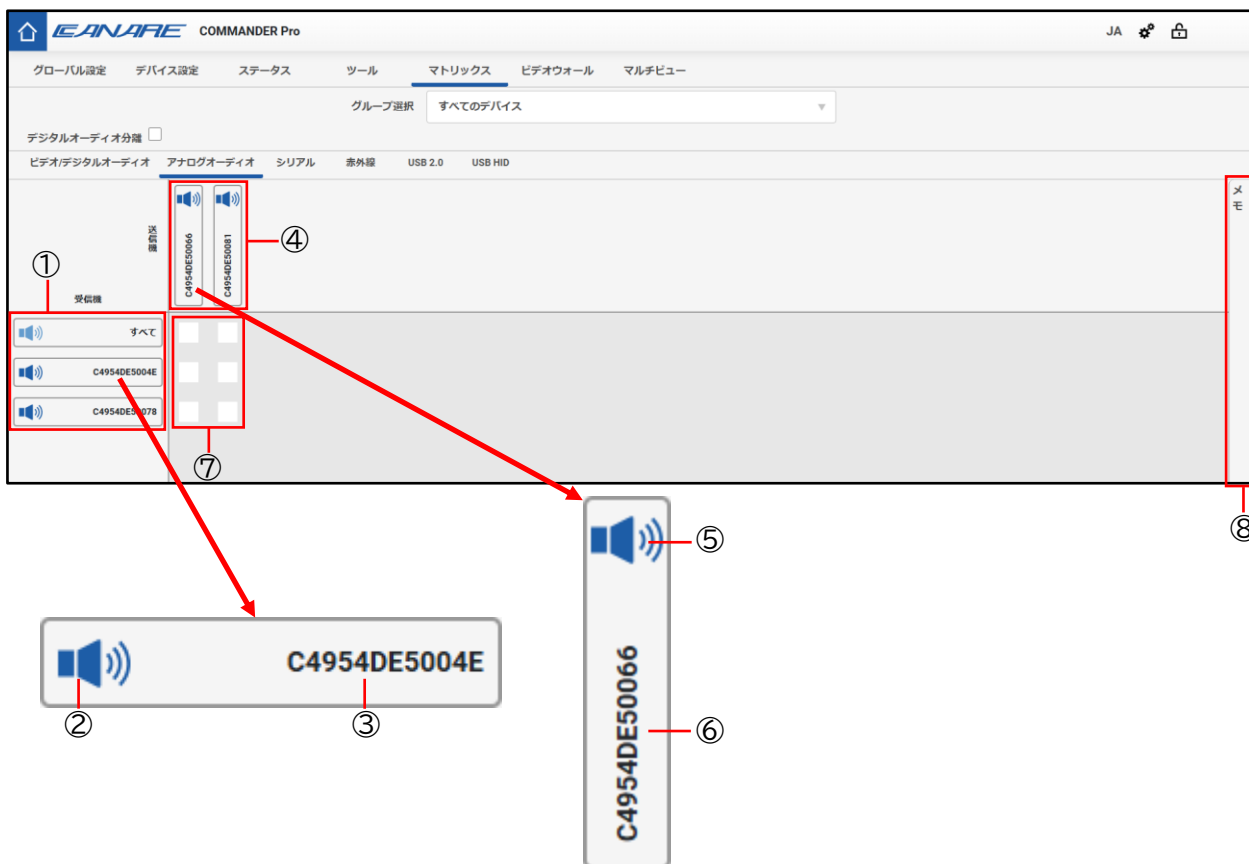 CANARE COMMANDER Pro JA
グローバル設定 デバイス設定 ステータス ツール マトリックス ビデオウォール マルチビュー
グループ選択 すべてのデバイス
デジタルオーディオ分離
ビデオ/デジタルオーディオ アナログオーディオ シリアル 赤外線 USB 2.0 USB HID
メモ
送信機
C4954DE50066
C4954DE50081
④
①
受信機
すべて
C4954DE5004E
C4954DE50078
⑦
⑧
⑤
C4954DE5004E
②
③
C4954DE50066
⑥